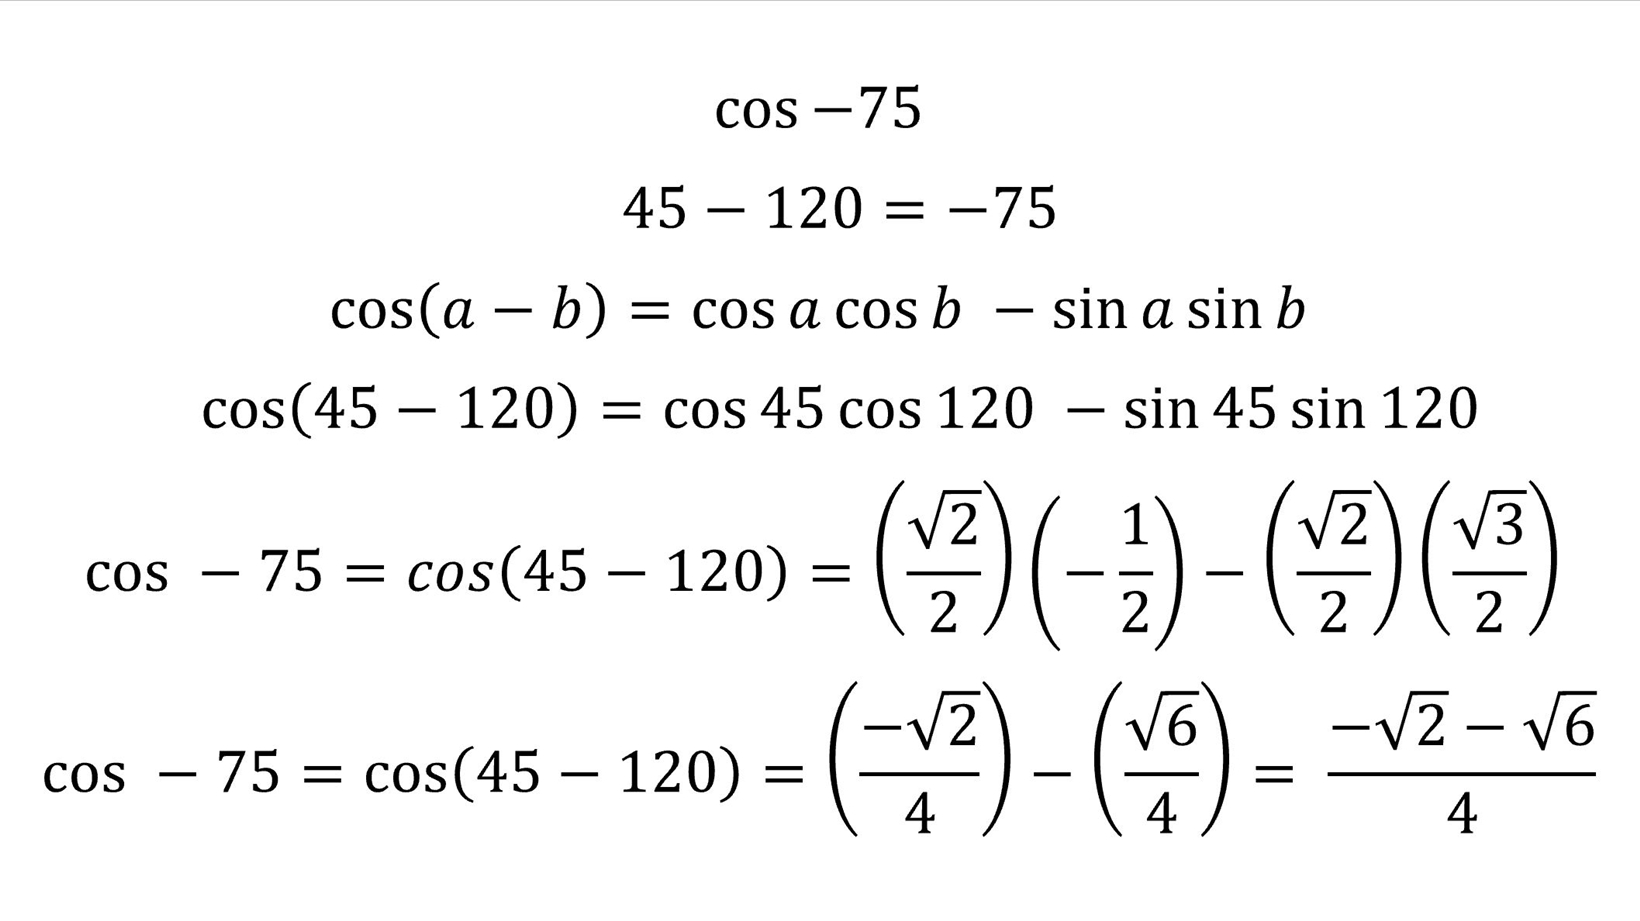 cos −75
45 − 120 = −75
cos(a − b) = cos a cos b − sin a sin b
cos(45 − 120) = cos 45 cos 120 − sin 45 sin 120
cos − 75 = cos(45 − 120) = (√2/2)(−1/2) − (√2/2)(√3/2)
cos − 75 = cos(45 − 120) = (−√2/4) − (√6/4) = (−√2 − √6)/4